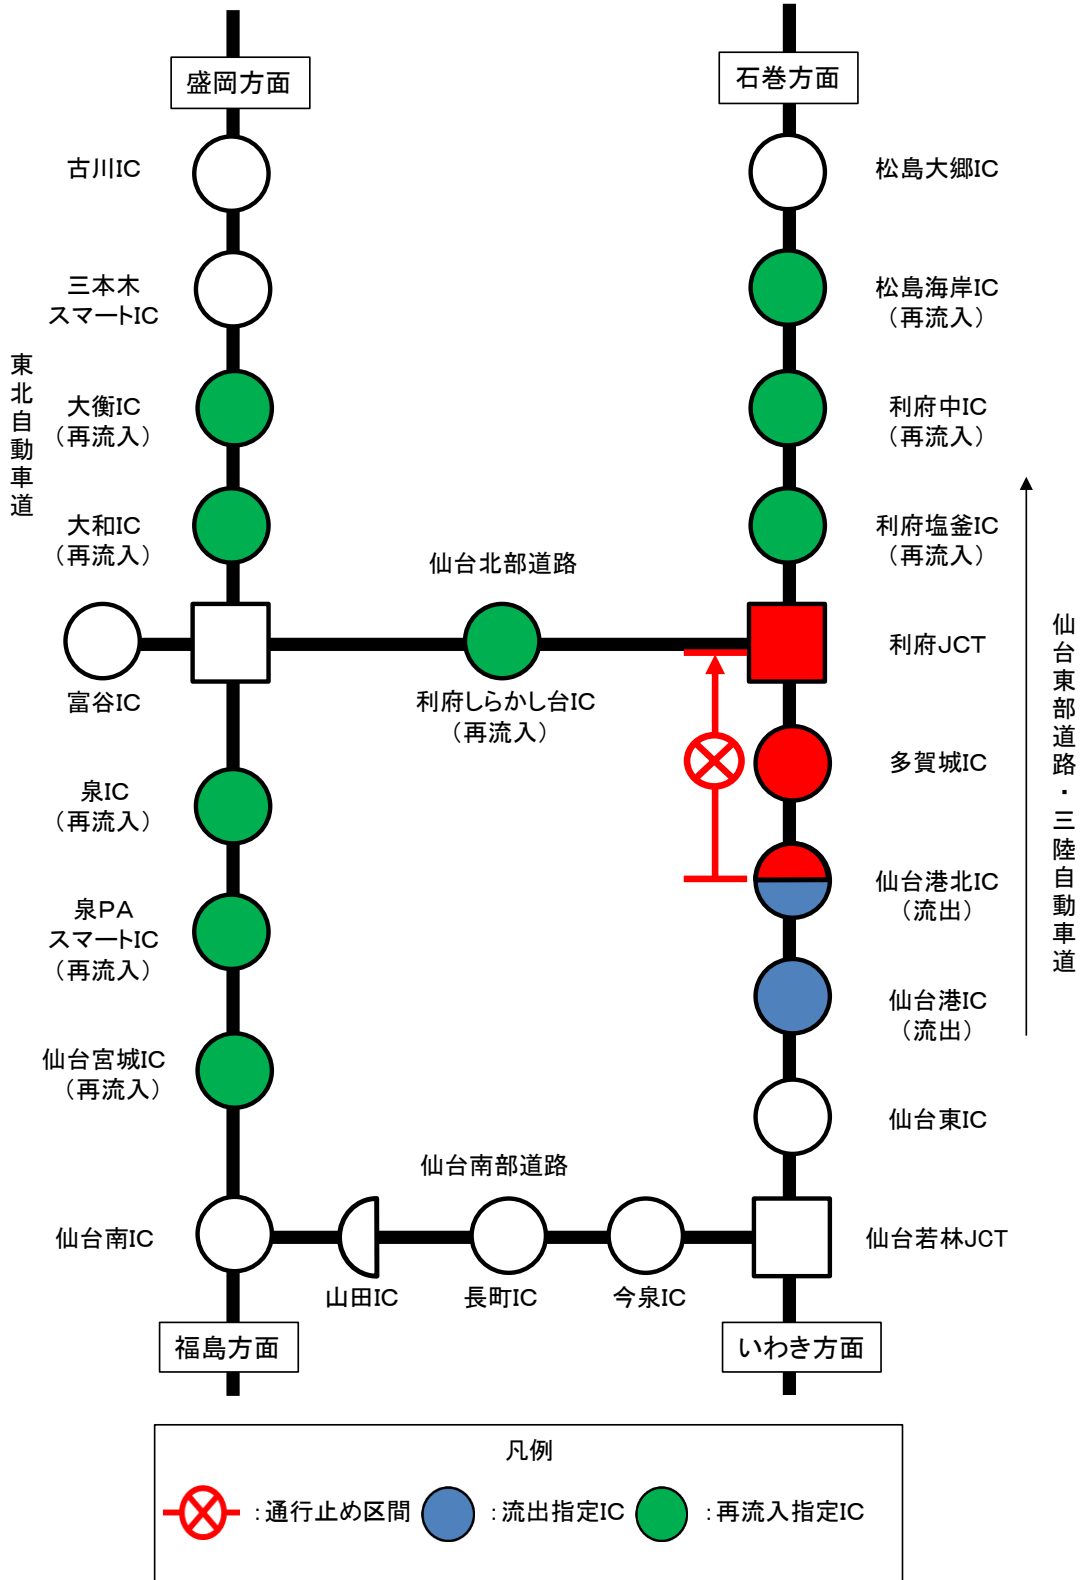 盛岡方面
石巻方面
古川IC
松島大郷IC
三本木
スマートIC
松島海岸IC
（再流入）
東北自動車道
大衡IC
（再流入）
利府中IC
（再流入）
大和IC
（再流入）
利府塩釜IC
（再流入）
仙台北部道路
富谷IC
利府しらかし台IC
（再流入）
利府JCT
仙台東部道路・三陸自動車道
多賀城IC
泉IC
（再流入）
仙台港北IC
（流出）
泉PA
スマートIC
（再流入）
仙台港IC
（流出）
仙台宮城IC
（再流入）
仙台東IC
仙台南部道路
仙台南IC
山田IC
長町IC
今泉IC
仙台若林JCT
福島方面
いわき方面
凡例
：通行止め区間
：流出指定IC
：再流入指定IC